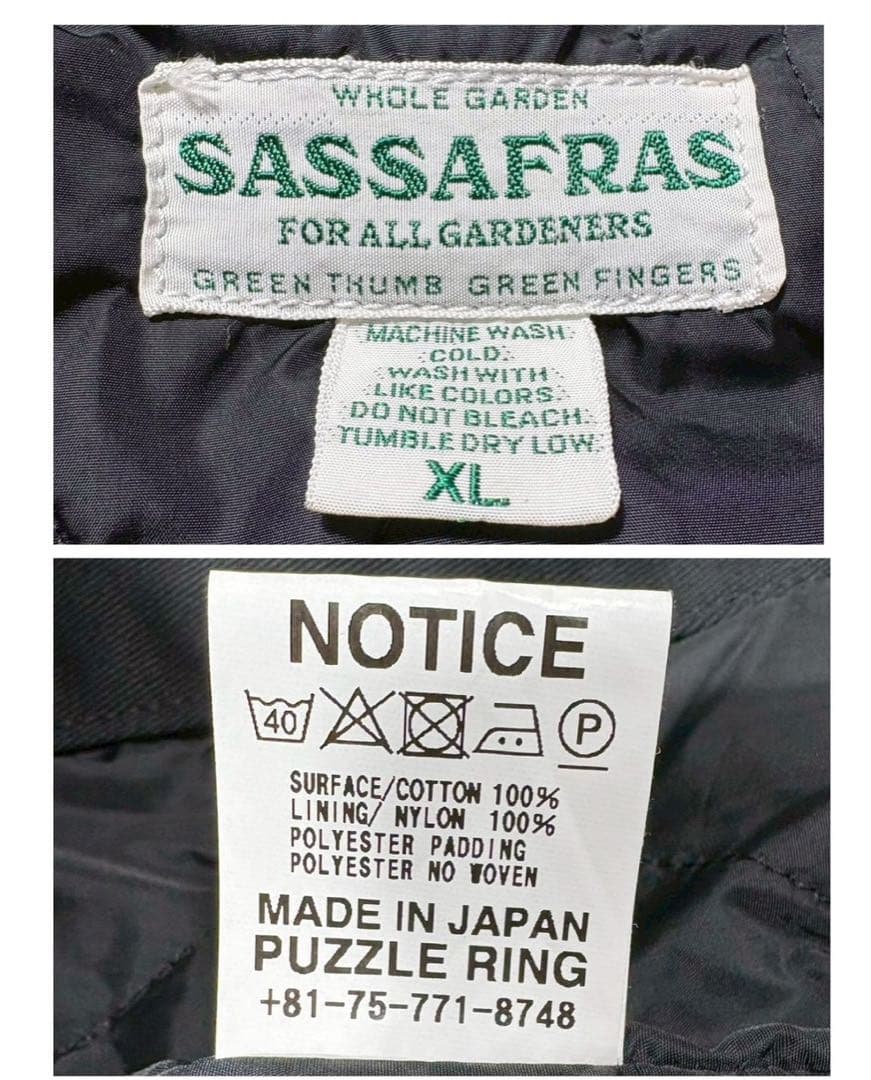 WHOLE GARDEN
SASSAFRAS
FOR ALL GARDENERS
GREEN THUMB GREEN FINGERS
MACHINE WASH
COLD
WASH WITH
LIKE COLORS
DO NOT BLEACH
TUMBLE DRY LOW
XL
NOTICE
40 P
SURFACE/COTTON 100%
LINING/ NYLON 100%
POLYESTER PADDING
POLYESTER NO WOVEN
MADE IN JAPAN
PUZZLE RING
+81-75-771-8748